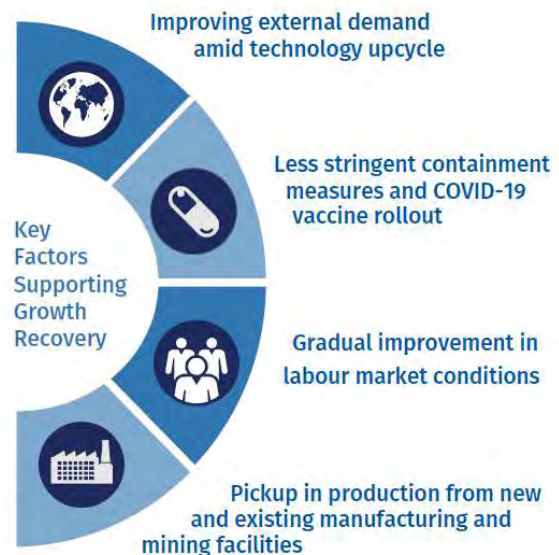 Improving external demand
amid technology upcycle
Less stringent containment
measures and COVID-19
vaccine rollout
Key
Factors
Supporting
Growth
Recovery
Gradual improvement in
labour market conditions
Pickup in production from new
and existing manufacturing and
mining facilities